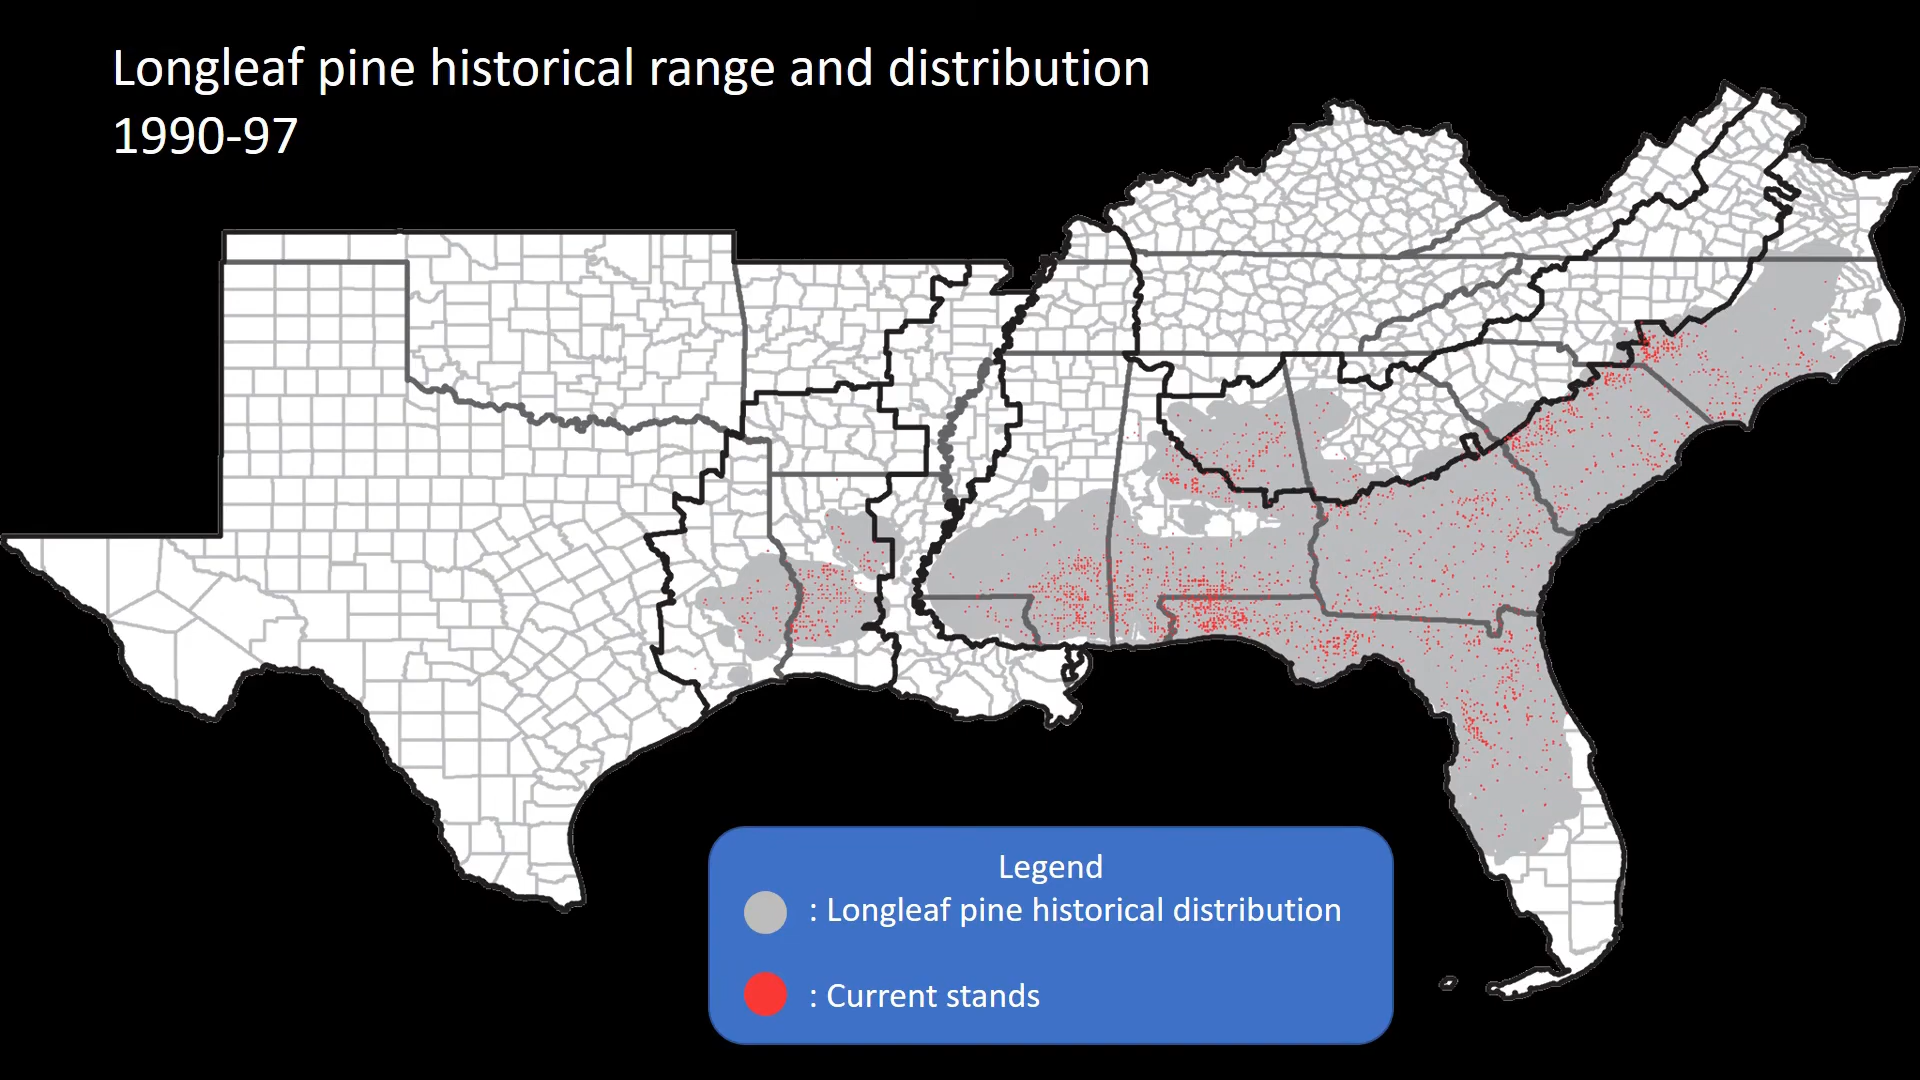 Longleaf pine historical range and distribution
1990-97
Legend
: Longleaf pine historical distribution
: Current stands